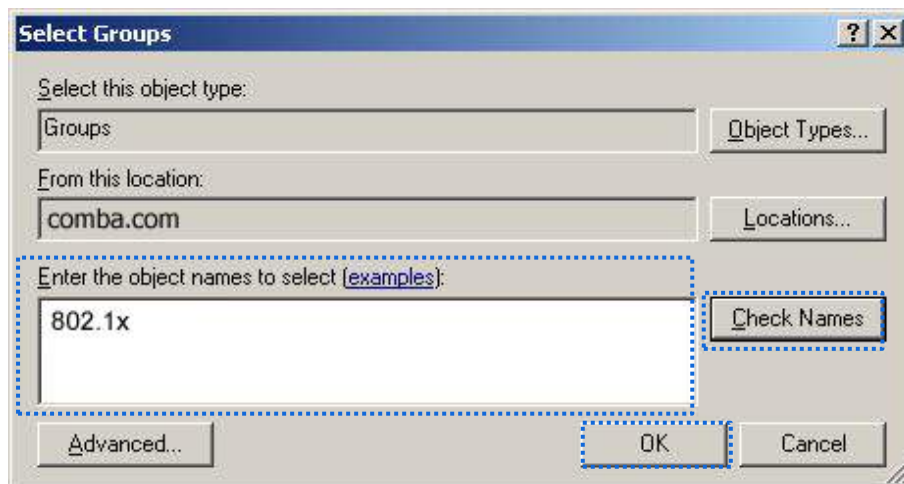 Select Groups
Select this object type:
Groups
Object Types...
From this location:
comba.com
Locations...
Enter the object names to select (examples):
802.1x
Check Names
Advanced...
OK
Cancel